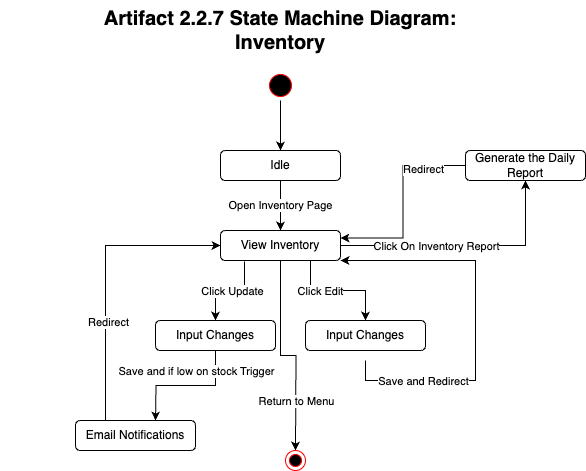 Artifact 2.2.7 State Machine Diagram:
Inventory
Idle
Generate the Daily
Report
Redirect
Open Inventory Page
View Inventory
Click On Inventory Report
Click Update
Click Edit
Redirect
Input Changes
Input Changes
Save and if low on stock Trigger
Save and Redirect
Return to Menu
Email Notifications